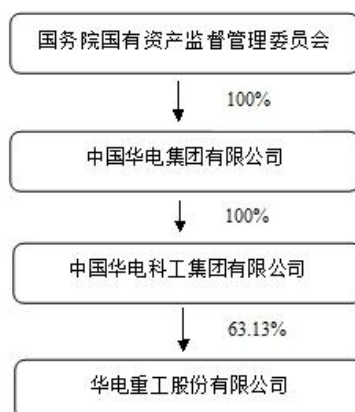 国务院国有资产监督管理委员会
100%
中国华电集团有限公司
100%
中国华电科工集团有限公司
63.13%
华电重工股份有限公司